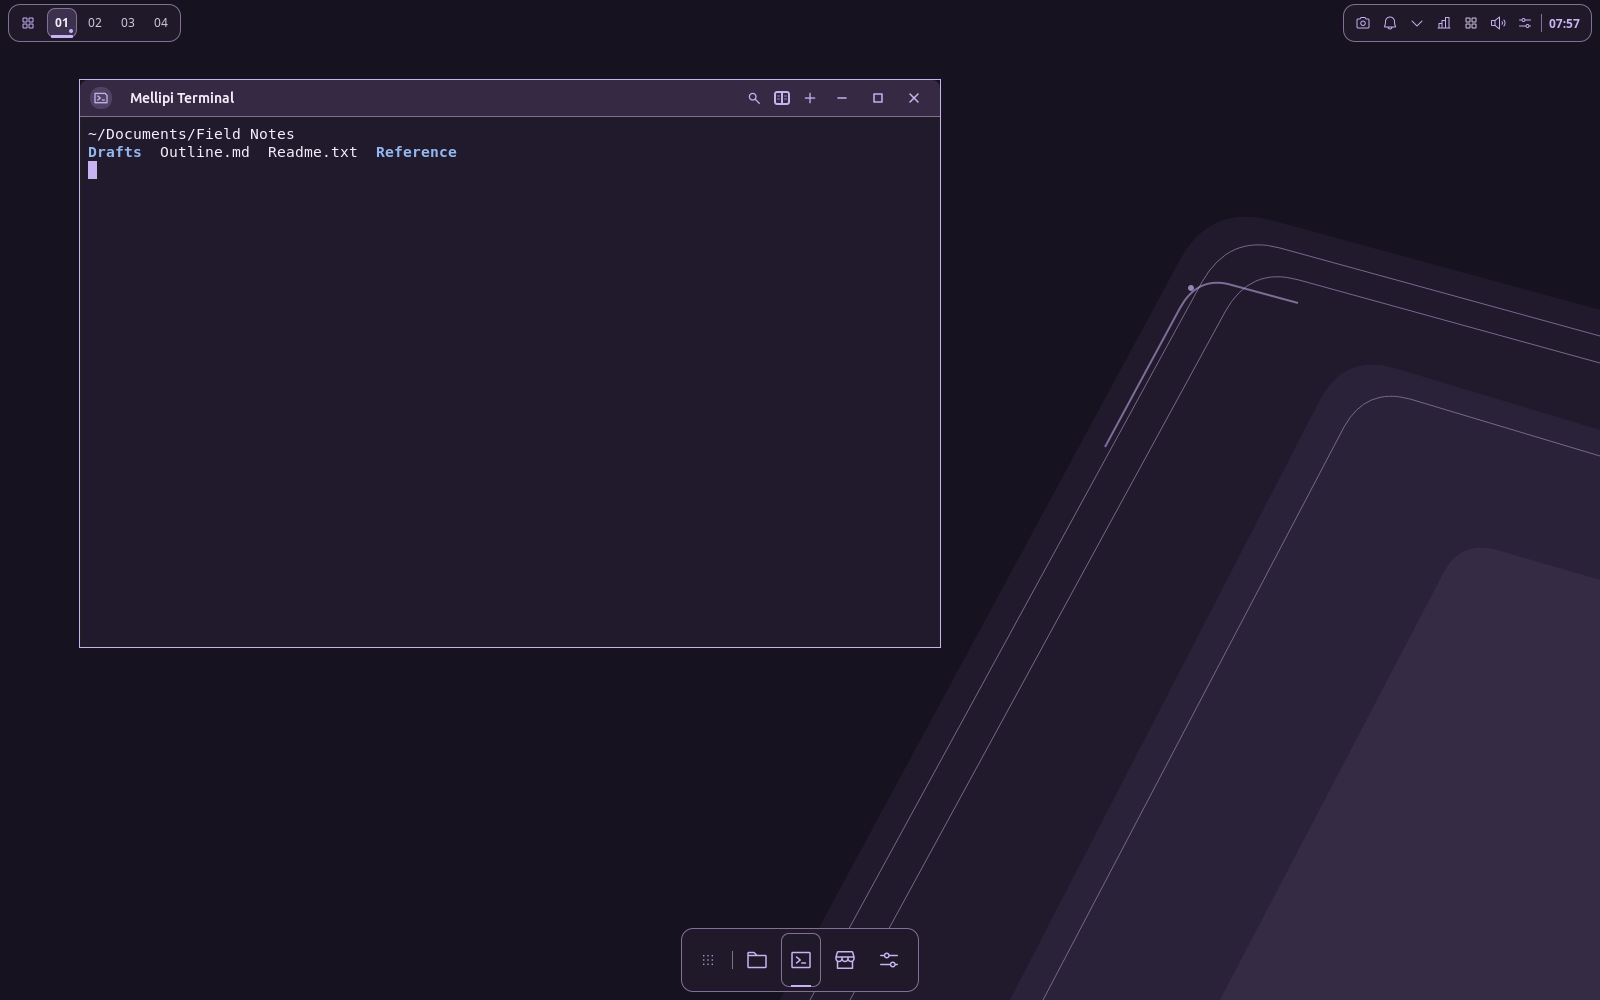 01 02 03 04
07:57
Mellipi Terminal
~/Documents/Field Notes
Drafts  Outline.md  Readme.txt  Reference